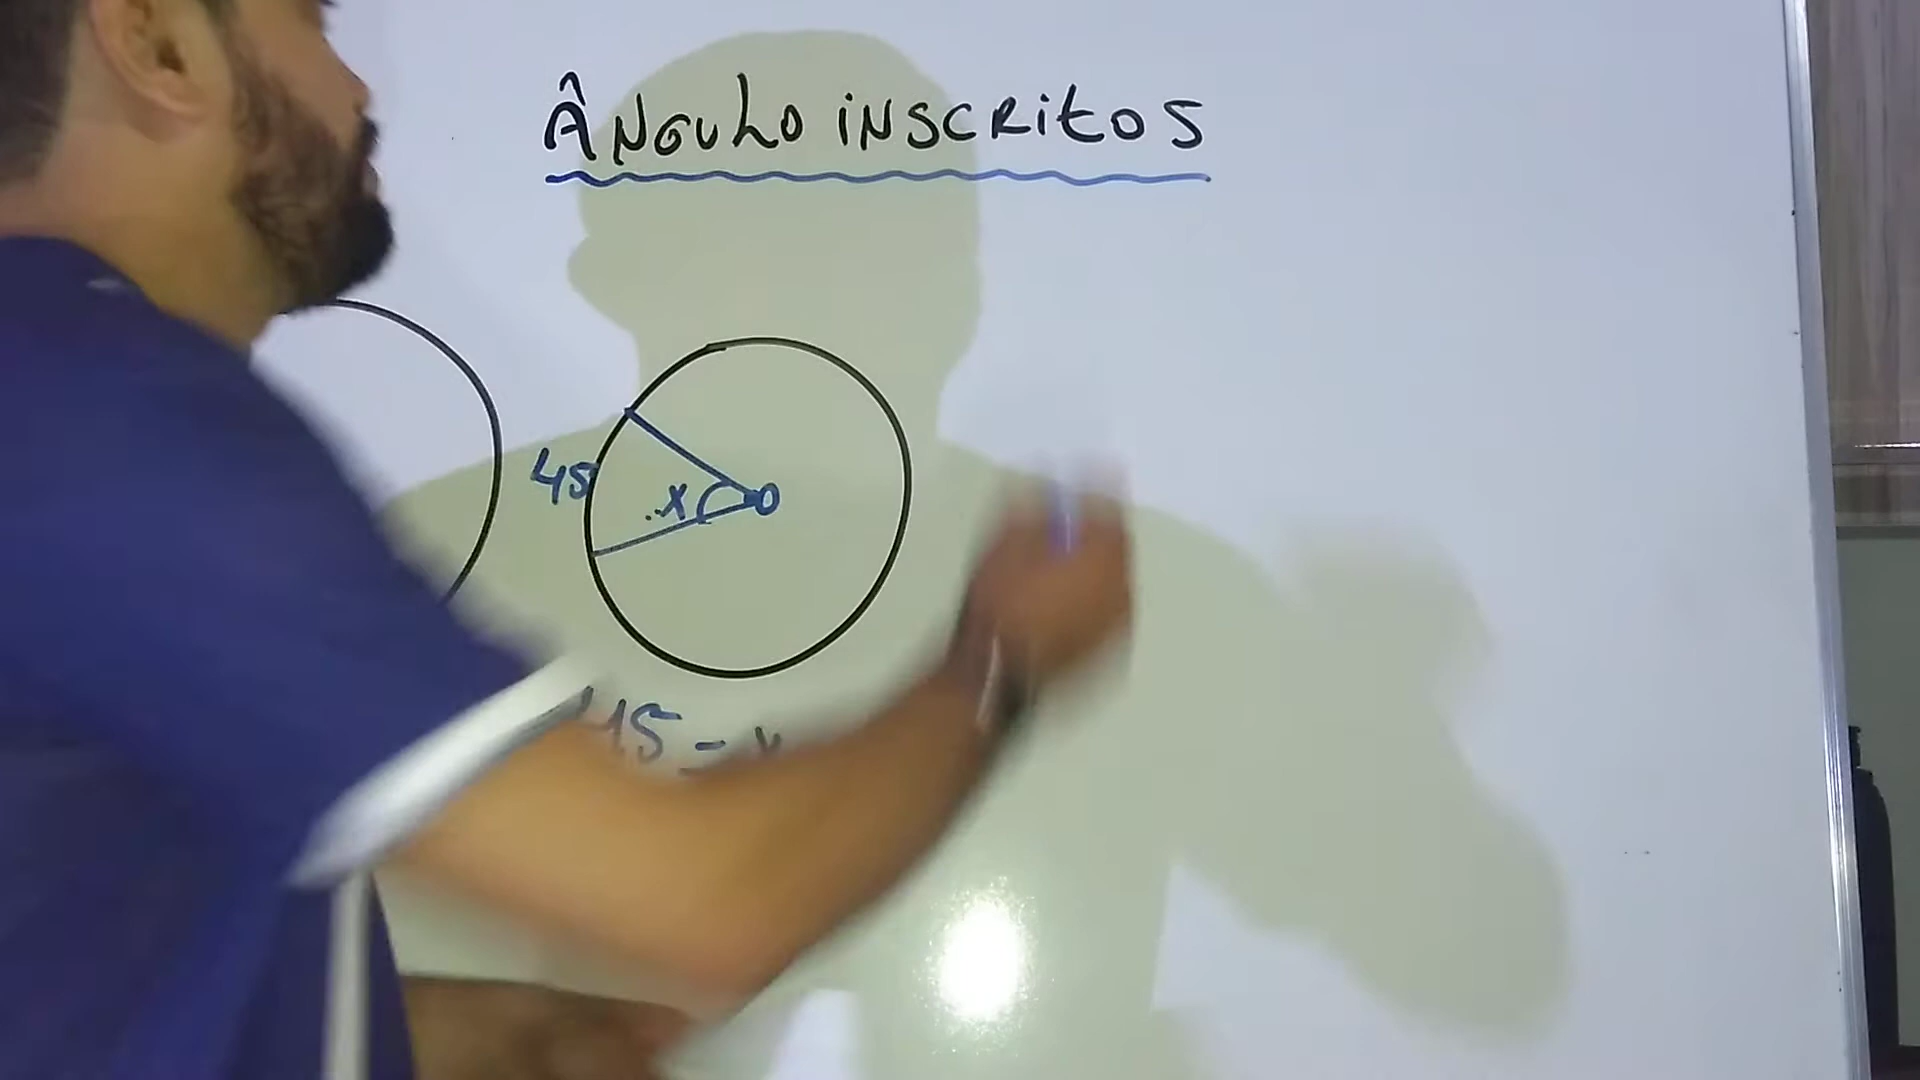 ÂNGULO iNSCRitOS
45
x
O
45 = x